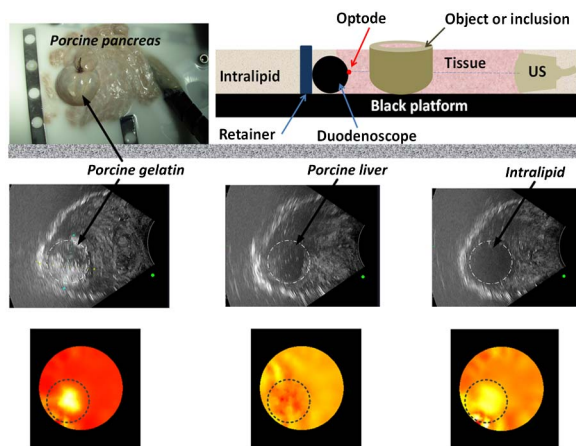 Porcine pancreas
Optode
Object or inclusion
Intralipid
Tissue
US
Black platform
Retainer
Duodenoscope
Porcine gelatin
Porcine liver
Intralipid